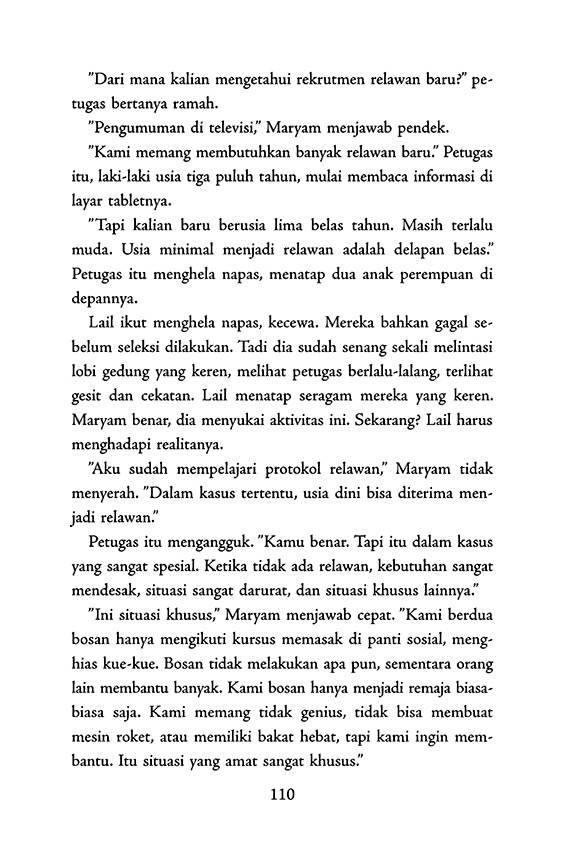 ”Dari mana kalian mengetahui rekrutmen relawan baru?” pe-
tugas bertanya ramah.
”Pengumuman di televisi,” Maryam menjawab pendek.
”Kami memang membutuhkan banyak relawan baru.” Petugas
itu, laki-laki usia tiga puluh tahun, mulai membaca informasi di
layar tabletnya.
”Tapi kalian baru berusia lima belas tahun. Masih terlalu
muda. Usia minimal menjadi relawan adalah delapan belas.”
Petugas itu menghela napas, menatap dua anak perempuan di
depannya.
Lail ikut menghela napas, kecewa. Mereka bahkan gagal se-
belum seleksi dilakukan. Tadi dia sudah senang sekali melintasi
lobi gedung yang keren, melihat petugas berlalu-lalang, terlihat
gesit dan cekatan. Lail menatap seragam mereka yang keren.
Maryam benar, dia menyukai aktivitas ini. Sekarang? Lail harus
menghadapi realitanya.
”Aku sudah mempelajari protokol relawan,” Maryam tidak
menyerah. ”Dalam kasus tertentu, usia dini bisa diterima men-
jadi relawan.”
Petugas itu mengangguk. ”Kamu benar. Tapi itu dalam kasus
yang sangat spesial. Ketika tidak ada relawan, kebutuhan sangat
mendesak, situasi sangat darurat, dan situasi khusus lainnya.”
”Ini situasi khusus,” Maryam menjawab cepat. ”Kami berdua
bosan hanya mengikuti kursus memasak di panti sosial, meng-
hias kue-kue. Bosan tidak melakukan apa pun, sementara orang
lain membantu banyak. Kami bosan hanya menjadi remaja biasa-
biasa saja. Kami memang tidak genius, tidak bisa membuat
mesin roket, atau memiliki bakat hebat, tapi kami ingin mem-
bantu. Itu situasi yang amat sangat khusus.”
110